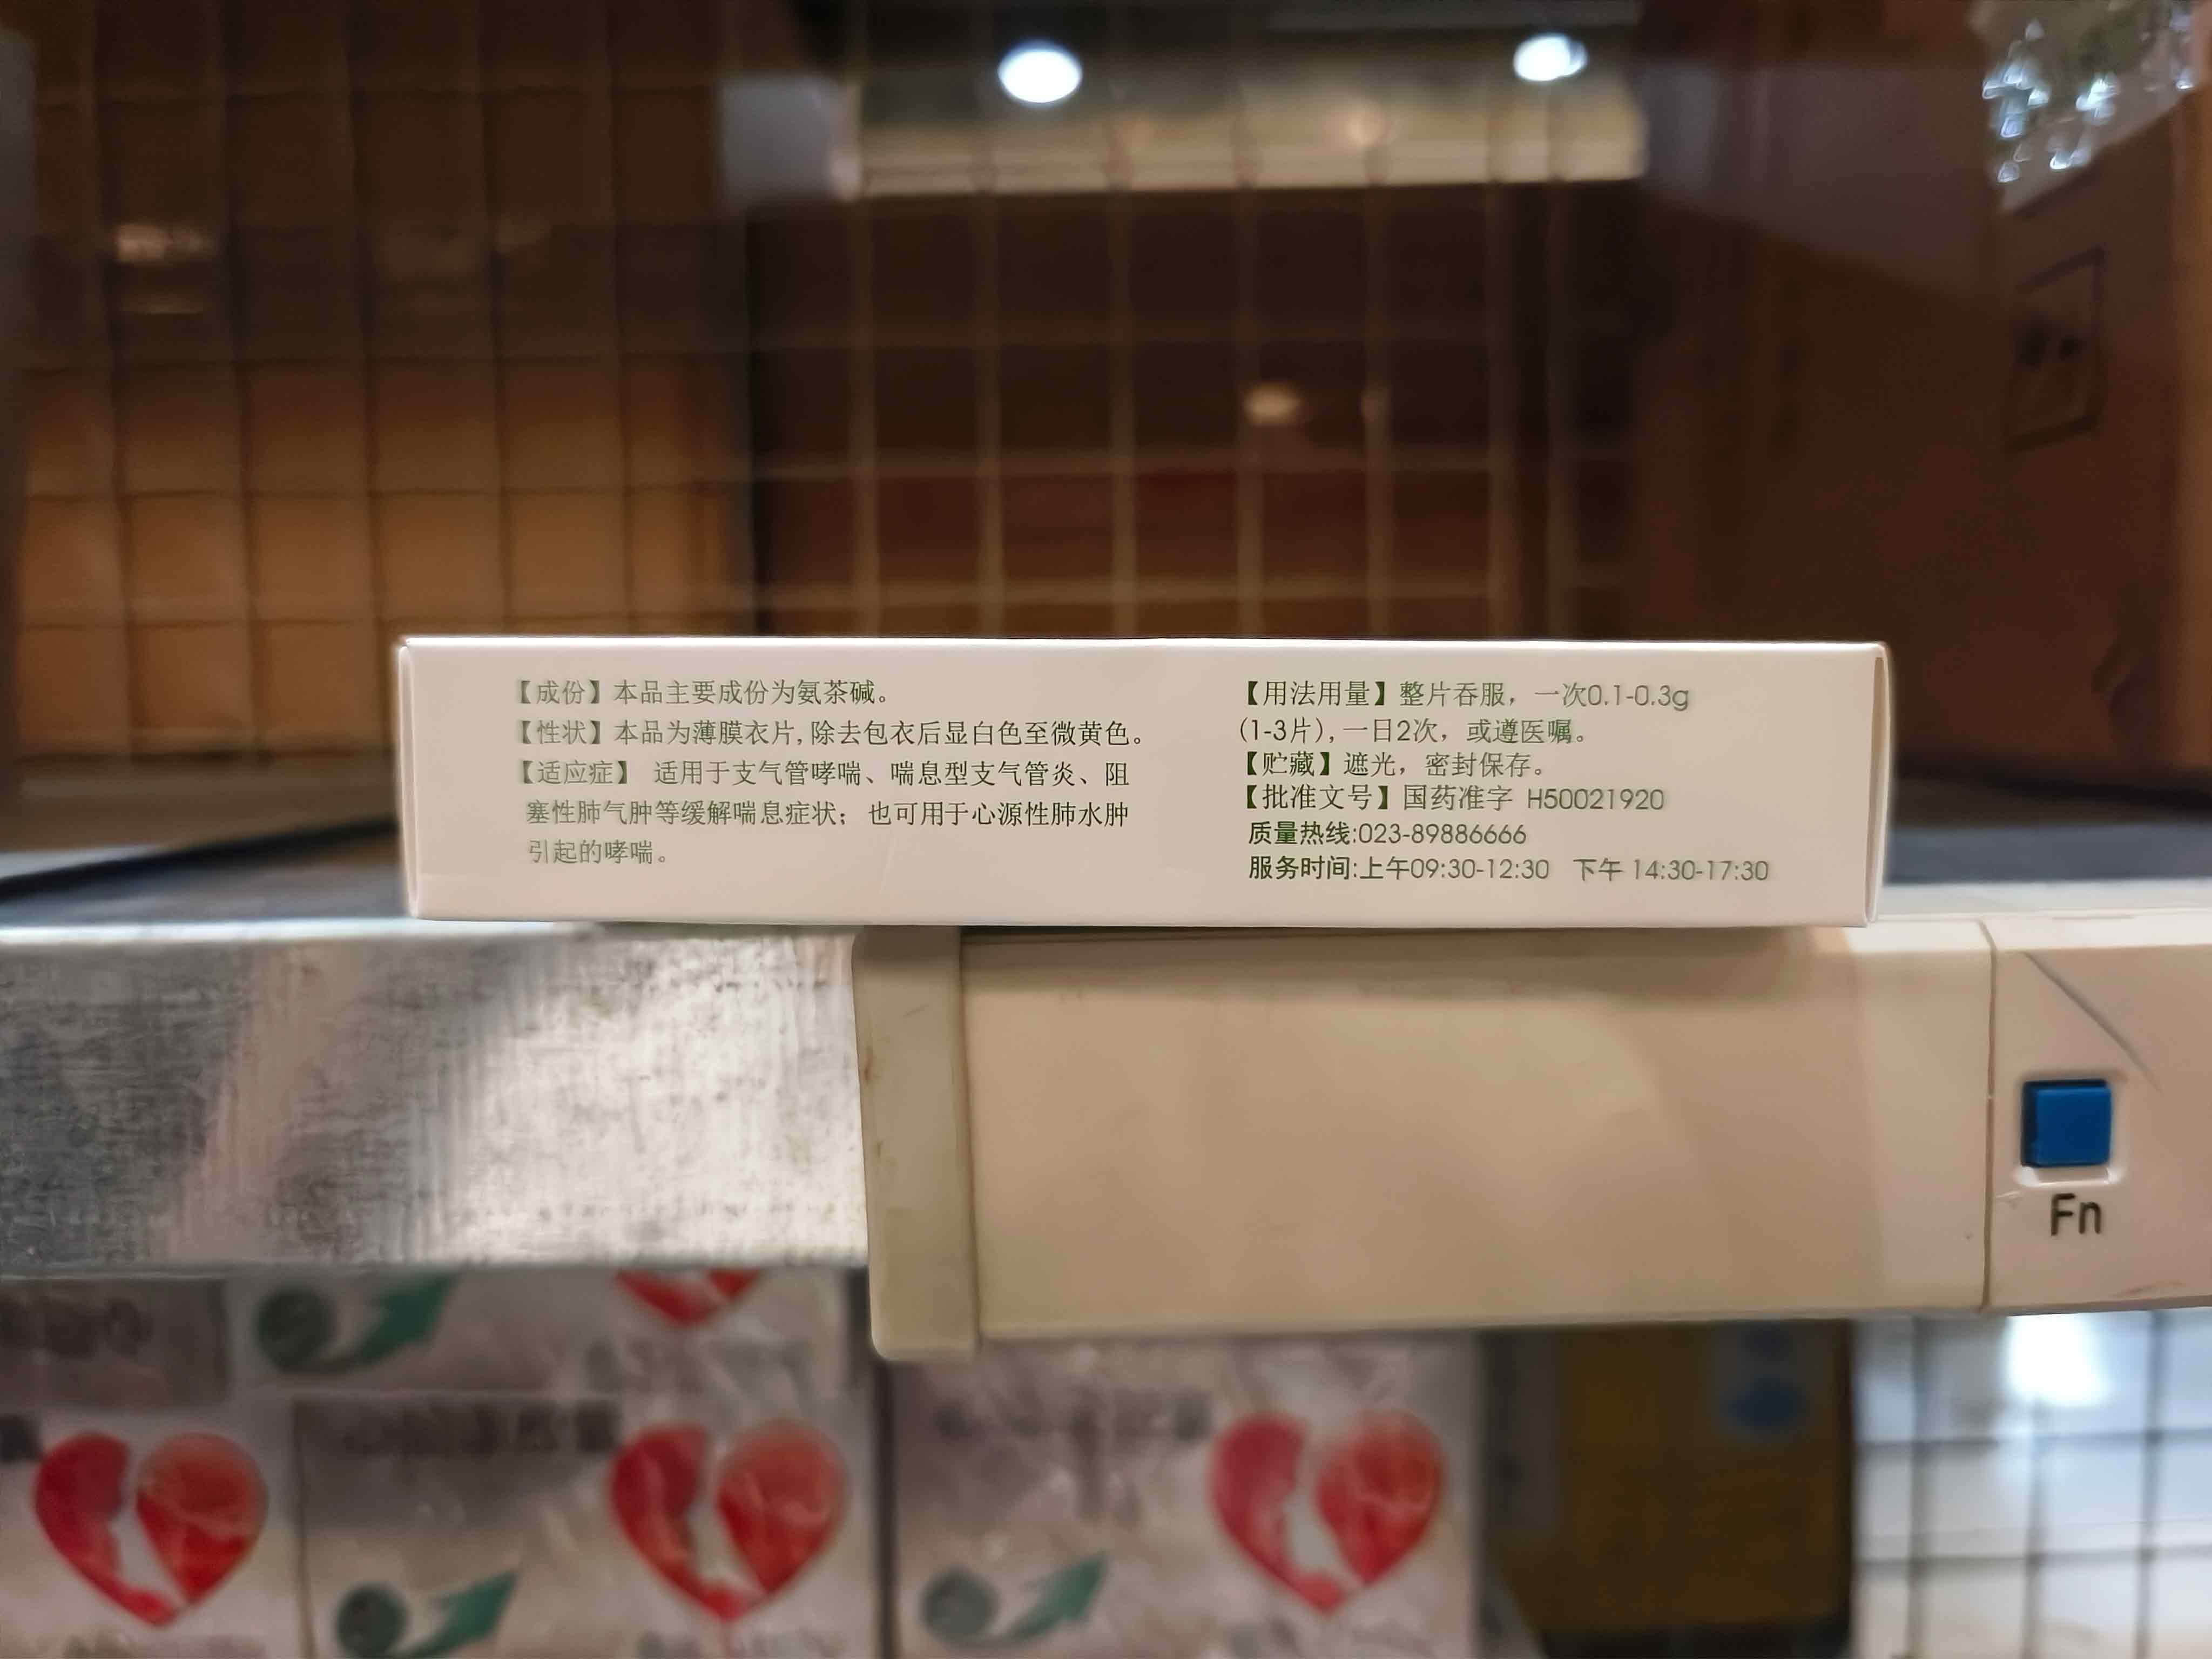 【成份】本品主要成份为氨茶碱。
【性状】本品为薄膜衣片,除去包衣后显白色至微黄色。
【适应症】 适用于支气管哮喘、喘息型支气管炎、阻
塞性肺气肿等缓解喘息症状；也可用于心源性肺水肿
引起的哮喘。
【用法用量】整片吞服，一次0.1-0.3g
(1-3片),一日2次，或遵医嘱。
【贮藏】遮光，密封保存。
【批准文号】国药准字 H50021920
质量热线:023-89886666
服务时间:上午09:30-12:30 下午 14:30-17:30
Fn